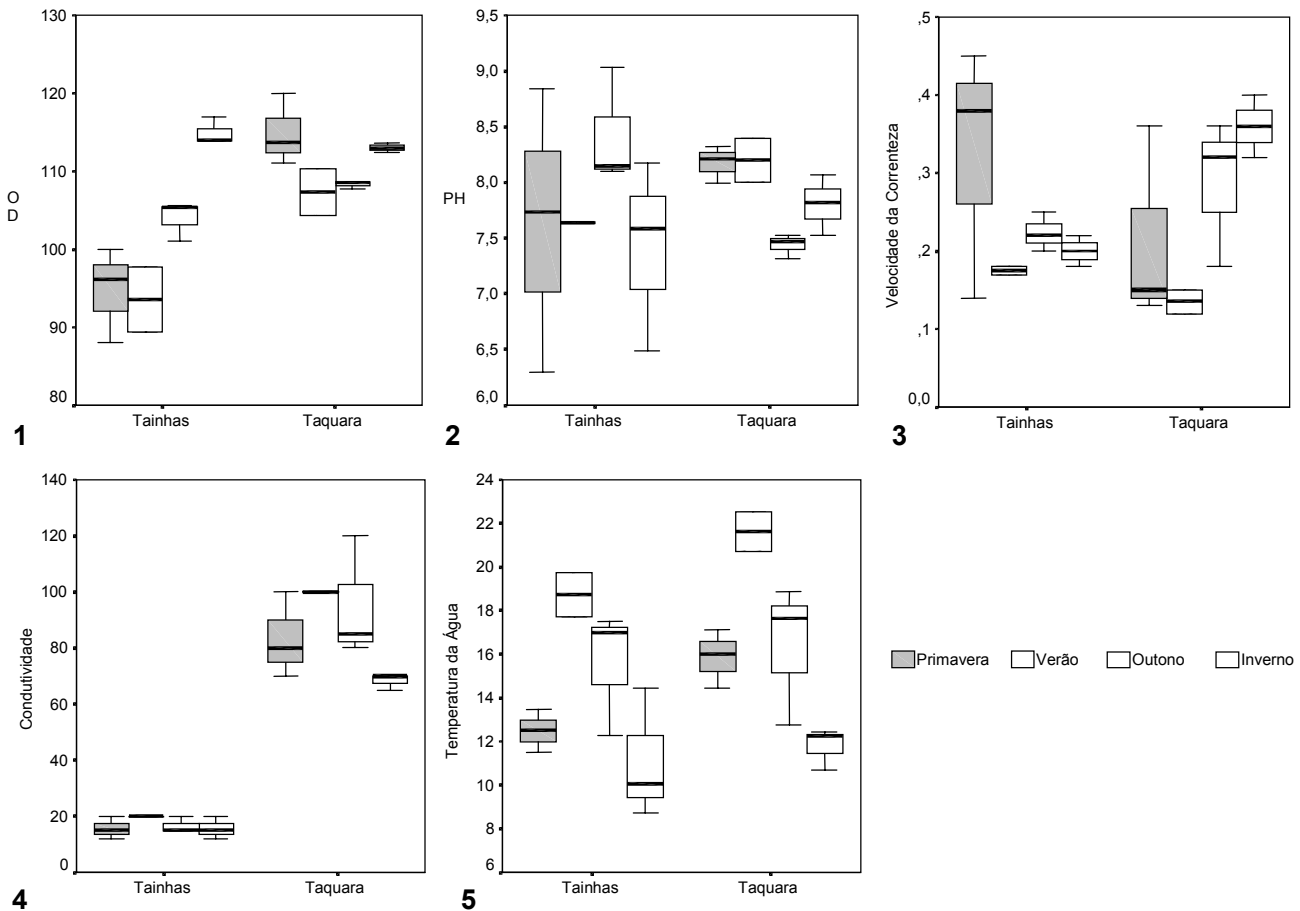 130
120
110
100
90
80
O
D
Tainhas
Taquara
1
9,5
9,0
8,5
8,0
7,5
7,0
6,5
6,0
PH
Tainhas
Taquara
2
,5
,4
,3
,2
,1
0,0
Velocidade da Correnteza
Tainhas
Taquara
3
140
120
100
80
60
40
20
0
Condutividade
Tainhas
Taquara
4
24
22
20
18
16
14
12
10
8
6
Temperatura da Água
Tainhas
Taquara
5
Primavera Verão Outono Inverno